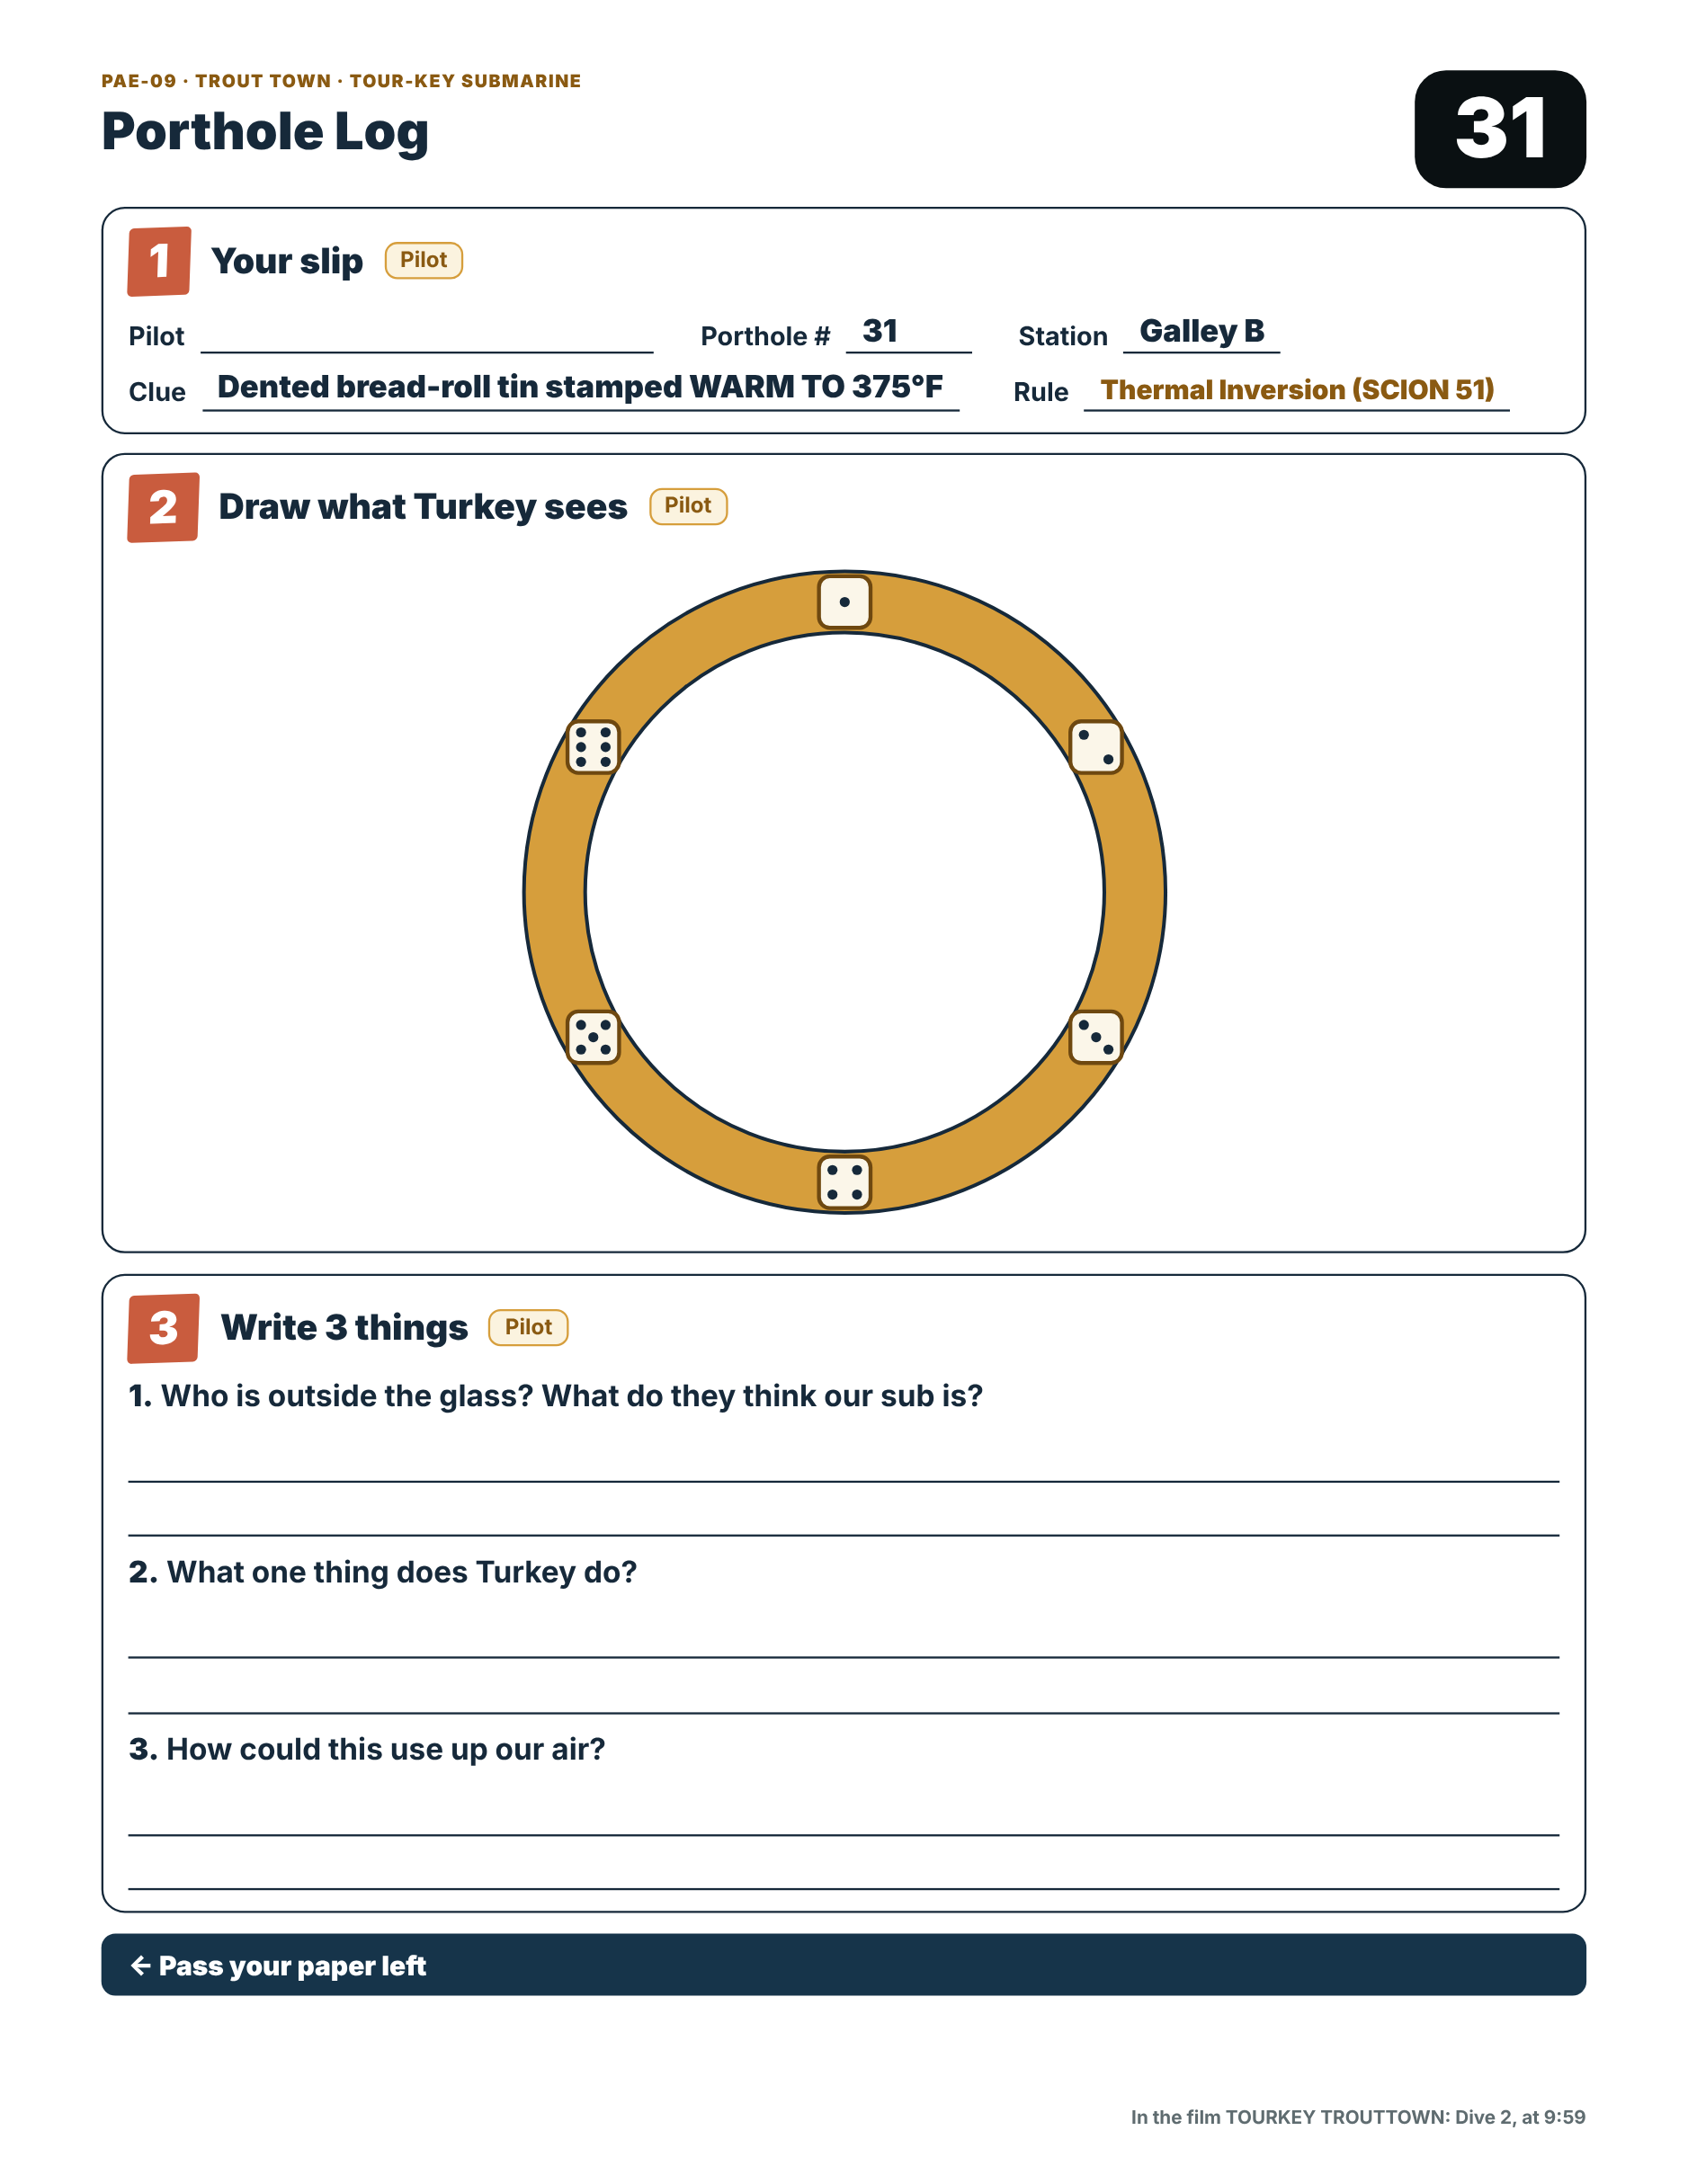 PAE-09 · TROUT TOWN · TOUR-KEY SUBMARINE
Porthole Log
31
1 Your slip Pilot
Pilot Porthole # 31 Station Galley B
Clue Dented bread-roll tin stamped WARM TO 375°F Rule Thermal Inversion (SCION 51)
2 Draw what Turkey sees Pilot
3 Write 3 things Pilot
1. Who is outside the glass? What do they think our sub is?
2. What one thing does Turkey do?
3. How could this use up our air?
← Pass your paper left
In the film TOURKEY TROUTTOWN: Dive 2, at 9:59